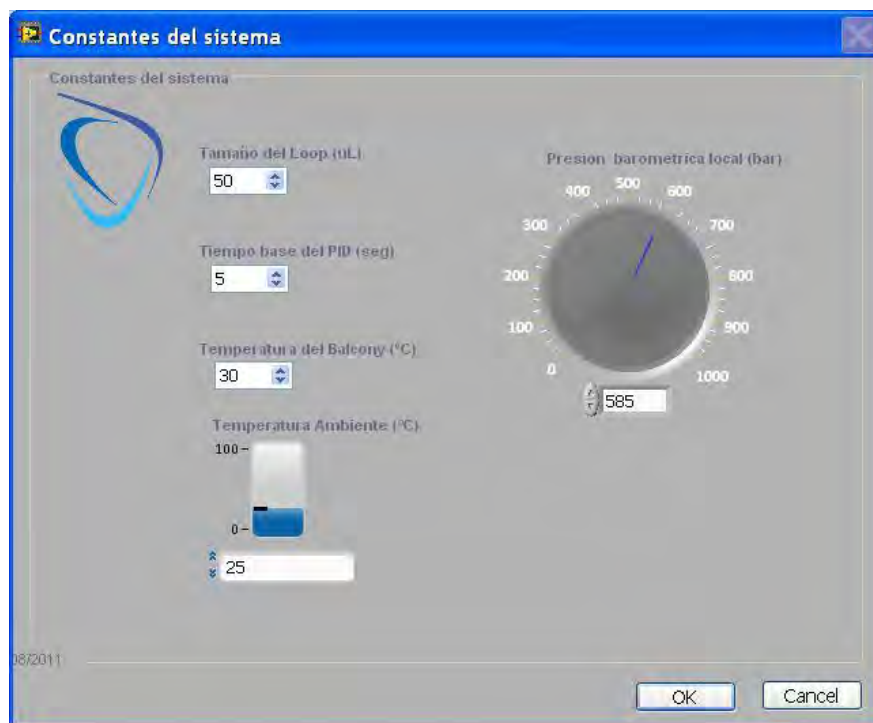 Constantes del sistema
Constantes del sistema
Tamaño del Loop (uL)
50
Tiempo base del PID (seg)
5
Temperatura del Balcony (°C)
30
Temperatura Ambiente (°C)
100
0
25
Presion barometrica local (bar)
0
100
200
300
400
500
600
700
800
900
1000
585
08/2011
OK
Cancel